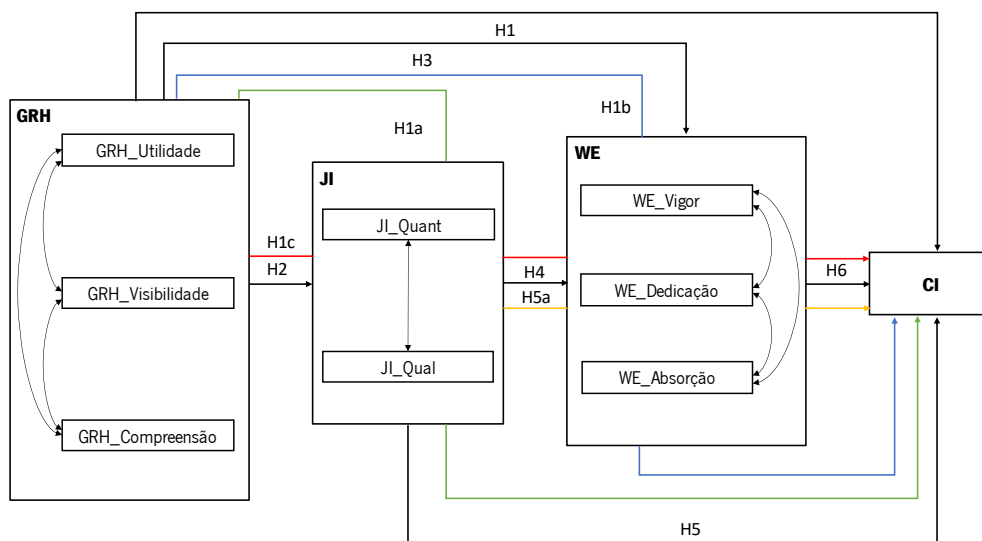 H1
H3
H1b
H1a
GRH
GRH_Utilidade
GRH_Visibilidade
GRH_Compreensão
H1c
H2
JI
JI_Quant
JI_Qual
H4
H5a
WE
WE_Vigor
WE_Dedicação
WE_Absorção
H6
CI
H5